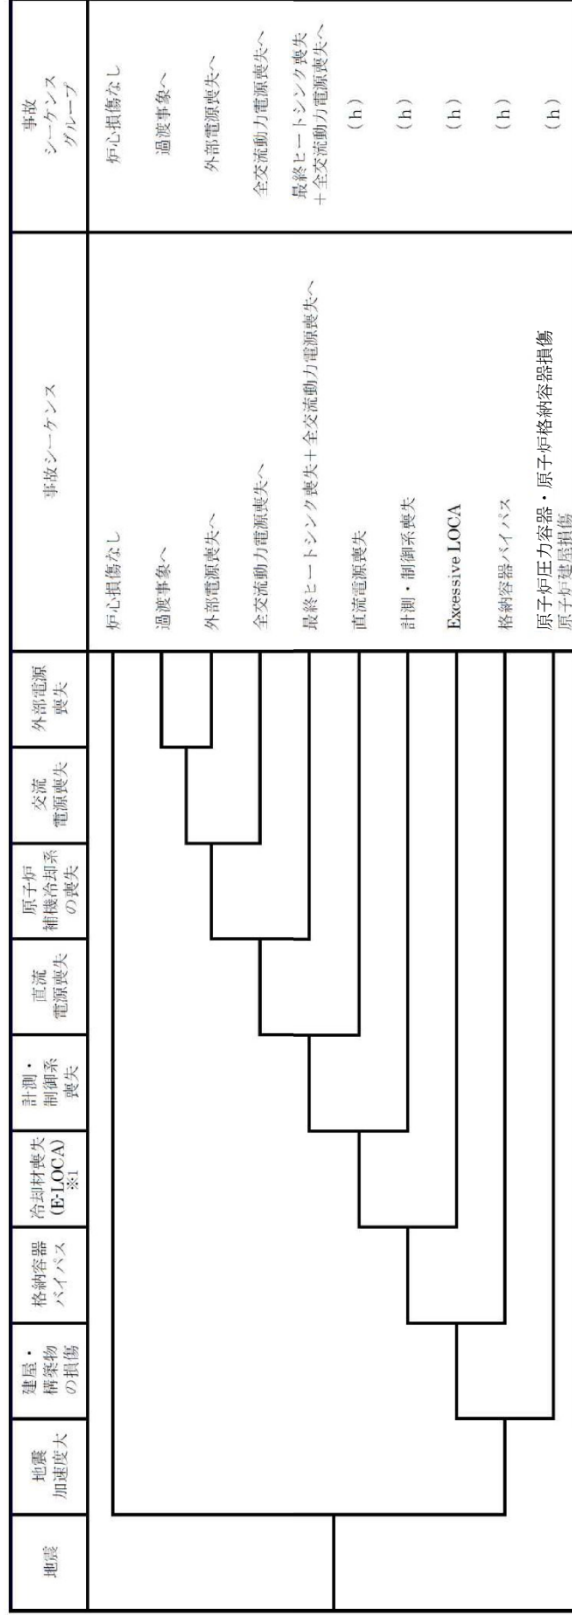 地震
地震
加速度大
建屋・
構築物
の損傷
格納容器
バイパス
冷却材喪失
(E-LOCA)
※1
計測・
制御系
喪失
直流
電源喪失
原子炉
補機冷却系
の喪失
交流
電源喪失
外部電源
喪失
事故シーケンス
事故
シーケンス
グループ
炉心損傷なし
炉心損傷なし
過渡事象へ
過渡事象へ
外部電源喪失へ
外部電源喪失へ
全交流動力電源喪失へ
全交流動力電源喪失へ
最終ヒートシンク喪失+全交流動力電源喪失へ
最終ヒートシンク喪失
+全交流動力電源喪失へ
直流電源喪失
(h)
計測・制御系喪失
(h)
Excessive LOCA
(h)
格納容器バイパス
(h)
原子炉圧力容器・原子炉格納容器損傷
原子炉建屋損傷
(h)